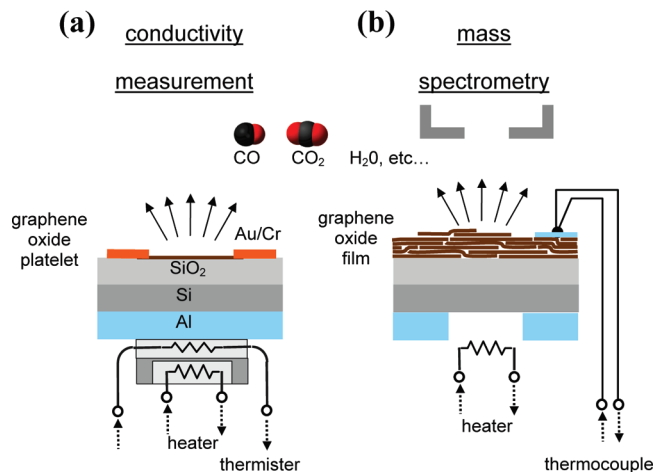 (a) conductivity
measurement
(b) mass
spectrometry
CO CO₂ H₂0, etc…
graphene
oxide
platelet
Au/Cr
SiO₂
Si
Al
heater
thermister
graphene
oxide
film
heater
thermocouple